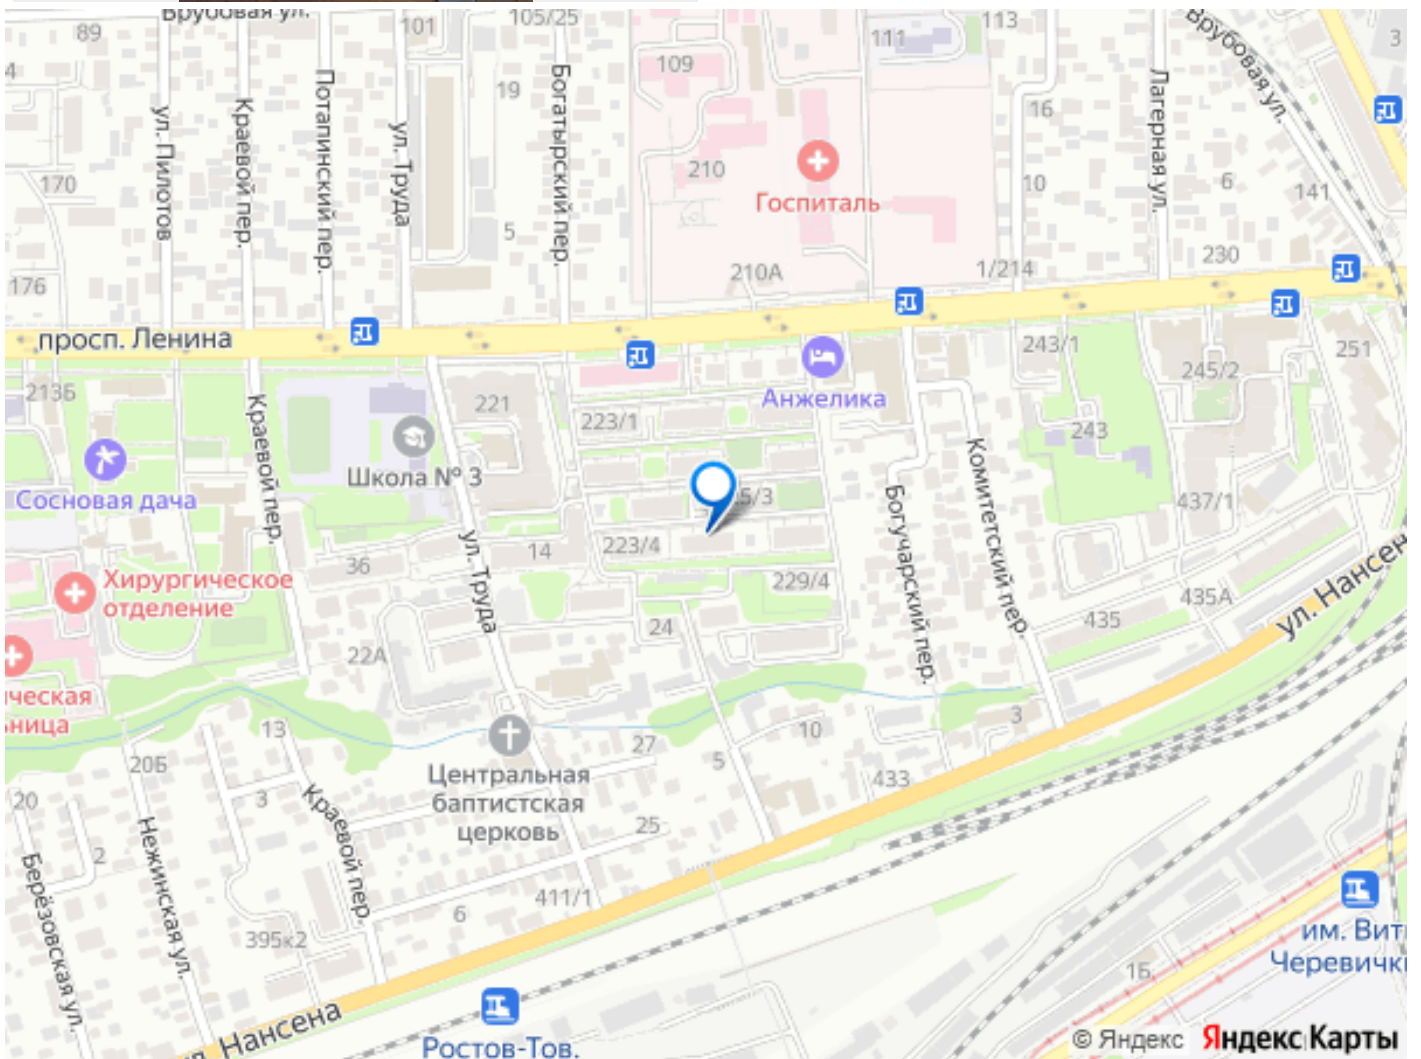 Врубовая ул.
89
101
105/25
113
Врубовая ул.
3
4
109
111
ул. Пилотов
Краевой пер.
Потапинский пер.
ул. Труда
19
Богатырский пер.
16
Лагерная ул.
170
210
Госпиталь
10
6
141
5
176
210А
1/214
230
просп. Ленина
2135
Краевой пер.
221
223/1
Анжелика
243/1
245/2
251
Школа № 3
243
Сосновая дача
5/3
437/1
Комитетский пер.
Богучарский пер.
ул. Труда
36
14
223/4
229/4
Хирургическое
отделение
435
435А
ул. Нансен
22А
24
ческая
ница
13
3
20Б
27
5
10
Центральная
баптистская
церковь
433
20
3
Краевой пер.
25
2
Нежинская ул.
Берёзовская ул.
6
411/1
395к2
им. Вит
Черевичк
1Б
Нансена
Ростов-Тов.
© Яндекс Яндекс Карты